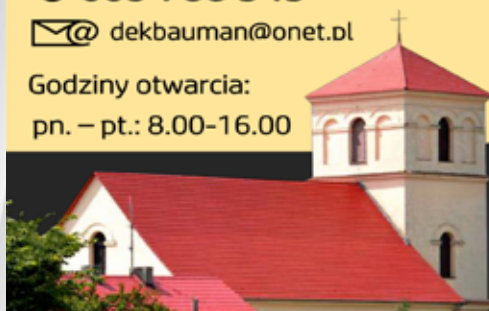 dekbauman@onet.pl
Godziny otwarcia:
pn. – pt.: 8.00-16.00